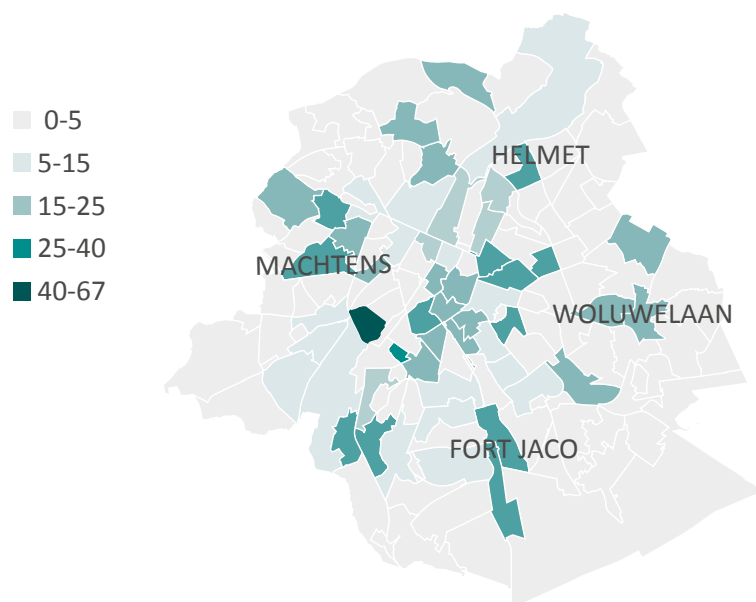 0-5
5-15
15-25
25-40
40-67
HELMET
MACHTENS
WOLUWELAAN
FORT JACO